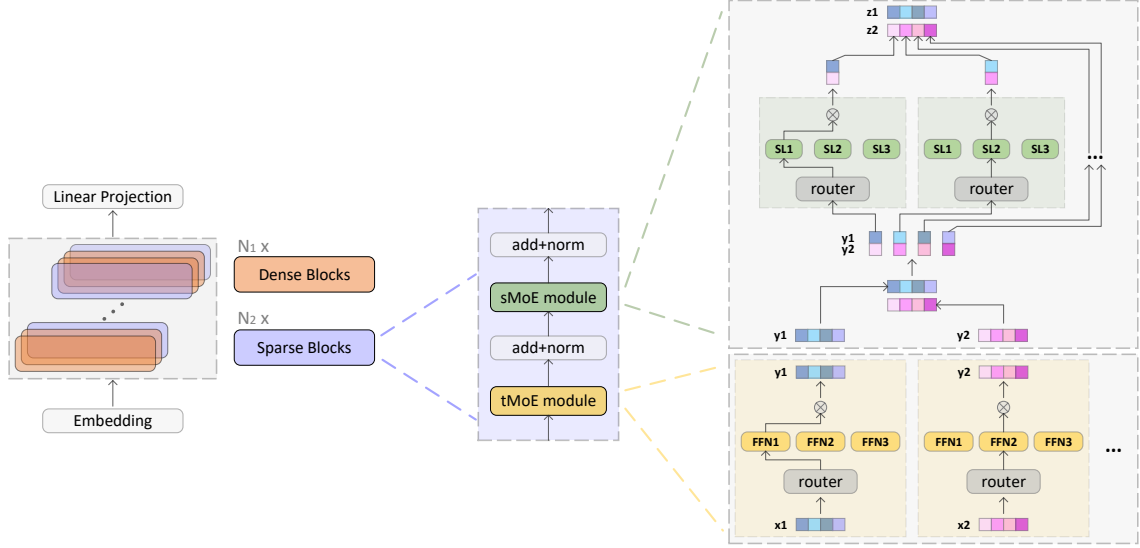 Linear Projection
Embedding
N1 x
Dense Blocks
N2 x
Sparse Blocks
add+norm
sMoE module
add+norm
tMoE module
z1
z2
SL1 SL2 SL3
router
SL1 SL2 SL3
router
...
y1
y2
y1
y2
y1
FFN1 FFN2 FFN3
router
x1
y2
FFN1 FFN2 FFN3
router
x2
...